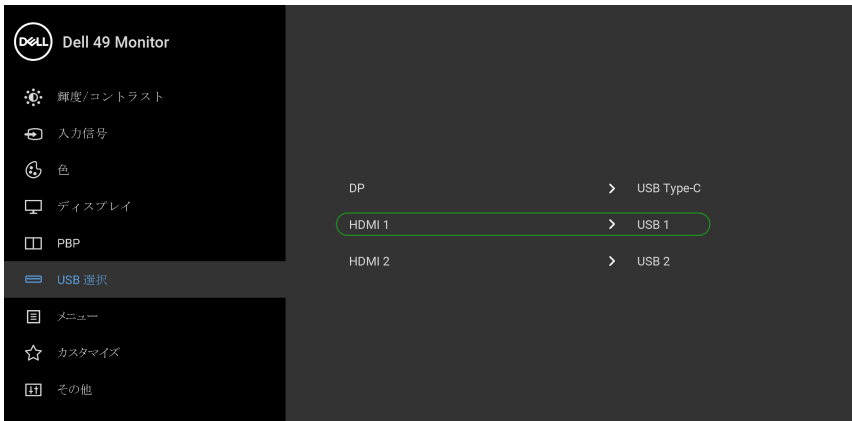 DELL Dell 49 Monitor
輝度/コントラスト
入力信号
色
ディスプレイ
PBP
USB 選択
メニュー
カスタマイズ
その他
DP USB Type-C
HDMI 1 USB 1
HDMI 2 USB 2